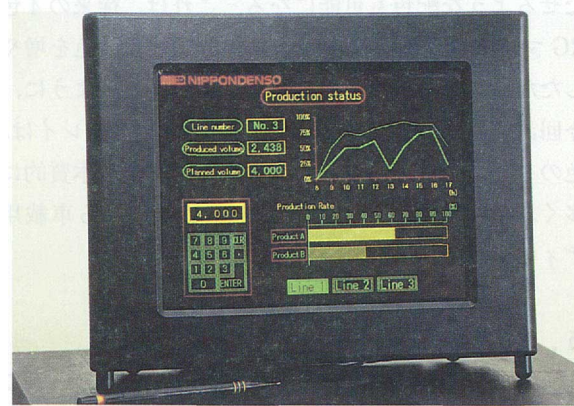 NIPPONDENSO
Production status
Line number No. 3
Produced volume 2,438
Planned volume 4,000
100%
75%
50%
25%
0%
8 9 10 11 12 13 14 15 16 17
(h)
4. 000
7 8 9 CLR
4 5 6
1 2 3
0 ENTER
Production Rate (%)
0 10 20 30 40 50 60 70 80 90 100
Product A
Product B
Line 1 Line 2 Line 3